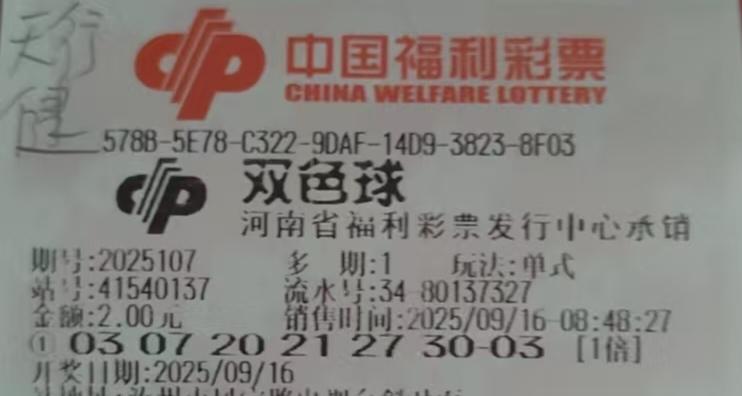 天行
健
中国福利彩票
CHINA WELFARE LOTTERY
578B-5E78-C322-9DAF-14D9-3823-8F03
双色球
河南省福利彩票发行中心承销
期号:2025107 多 期:1 玩法:单式
站号:41540137 流水号:34-80137327
金额:2.00元 销售时间:2025/09/16-08:48:27
① 03 07 20 21 27 30-03 [1倍]
开奖日期:2025/09/16